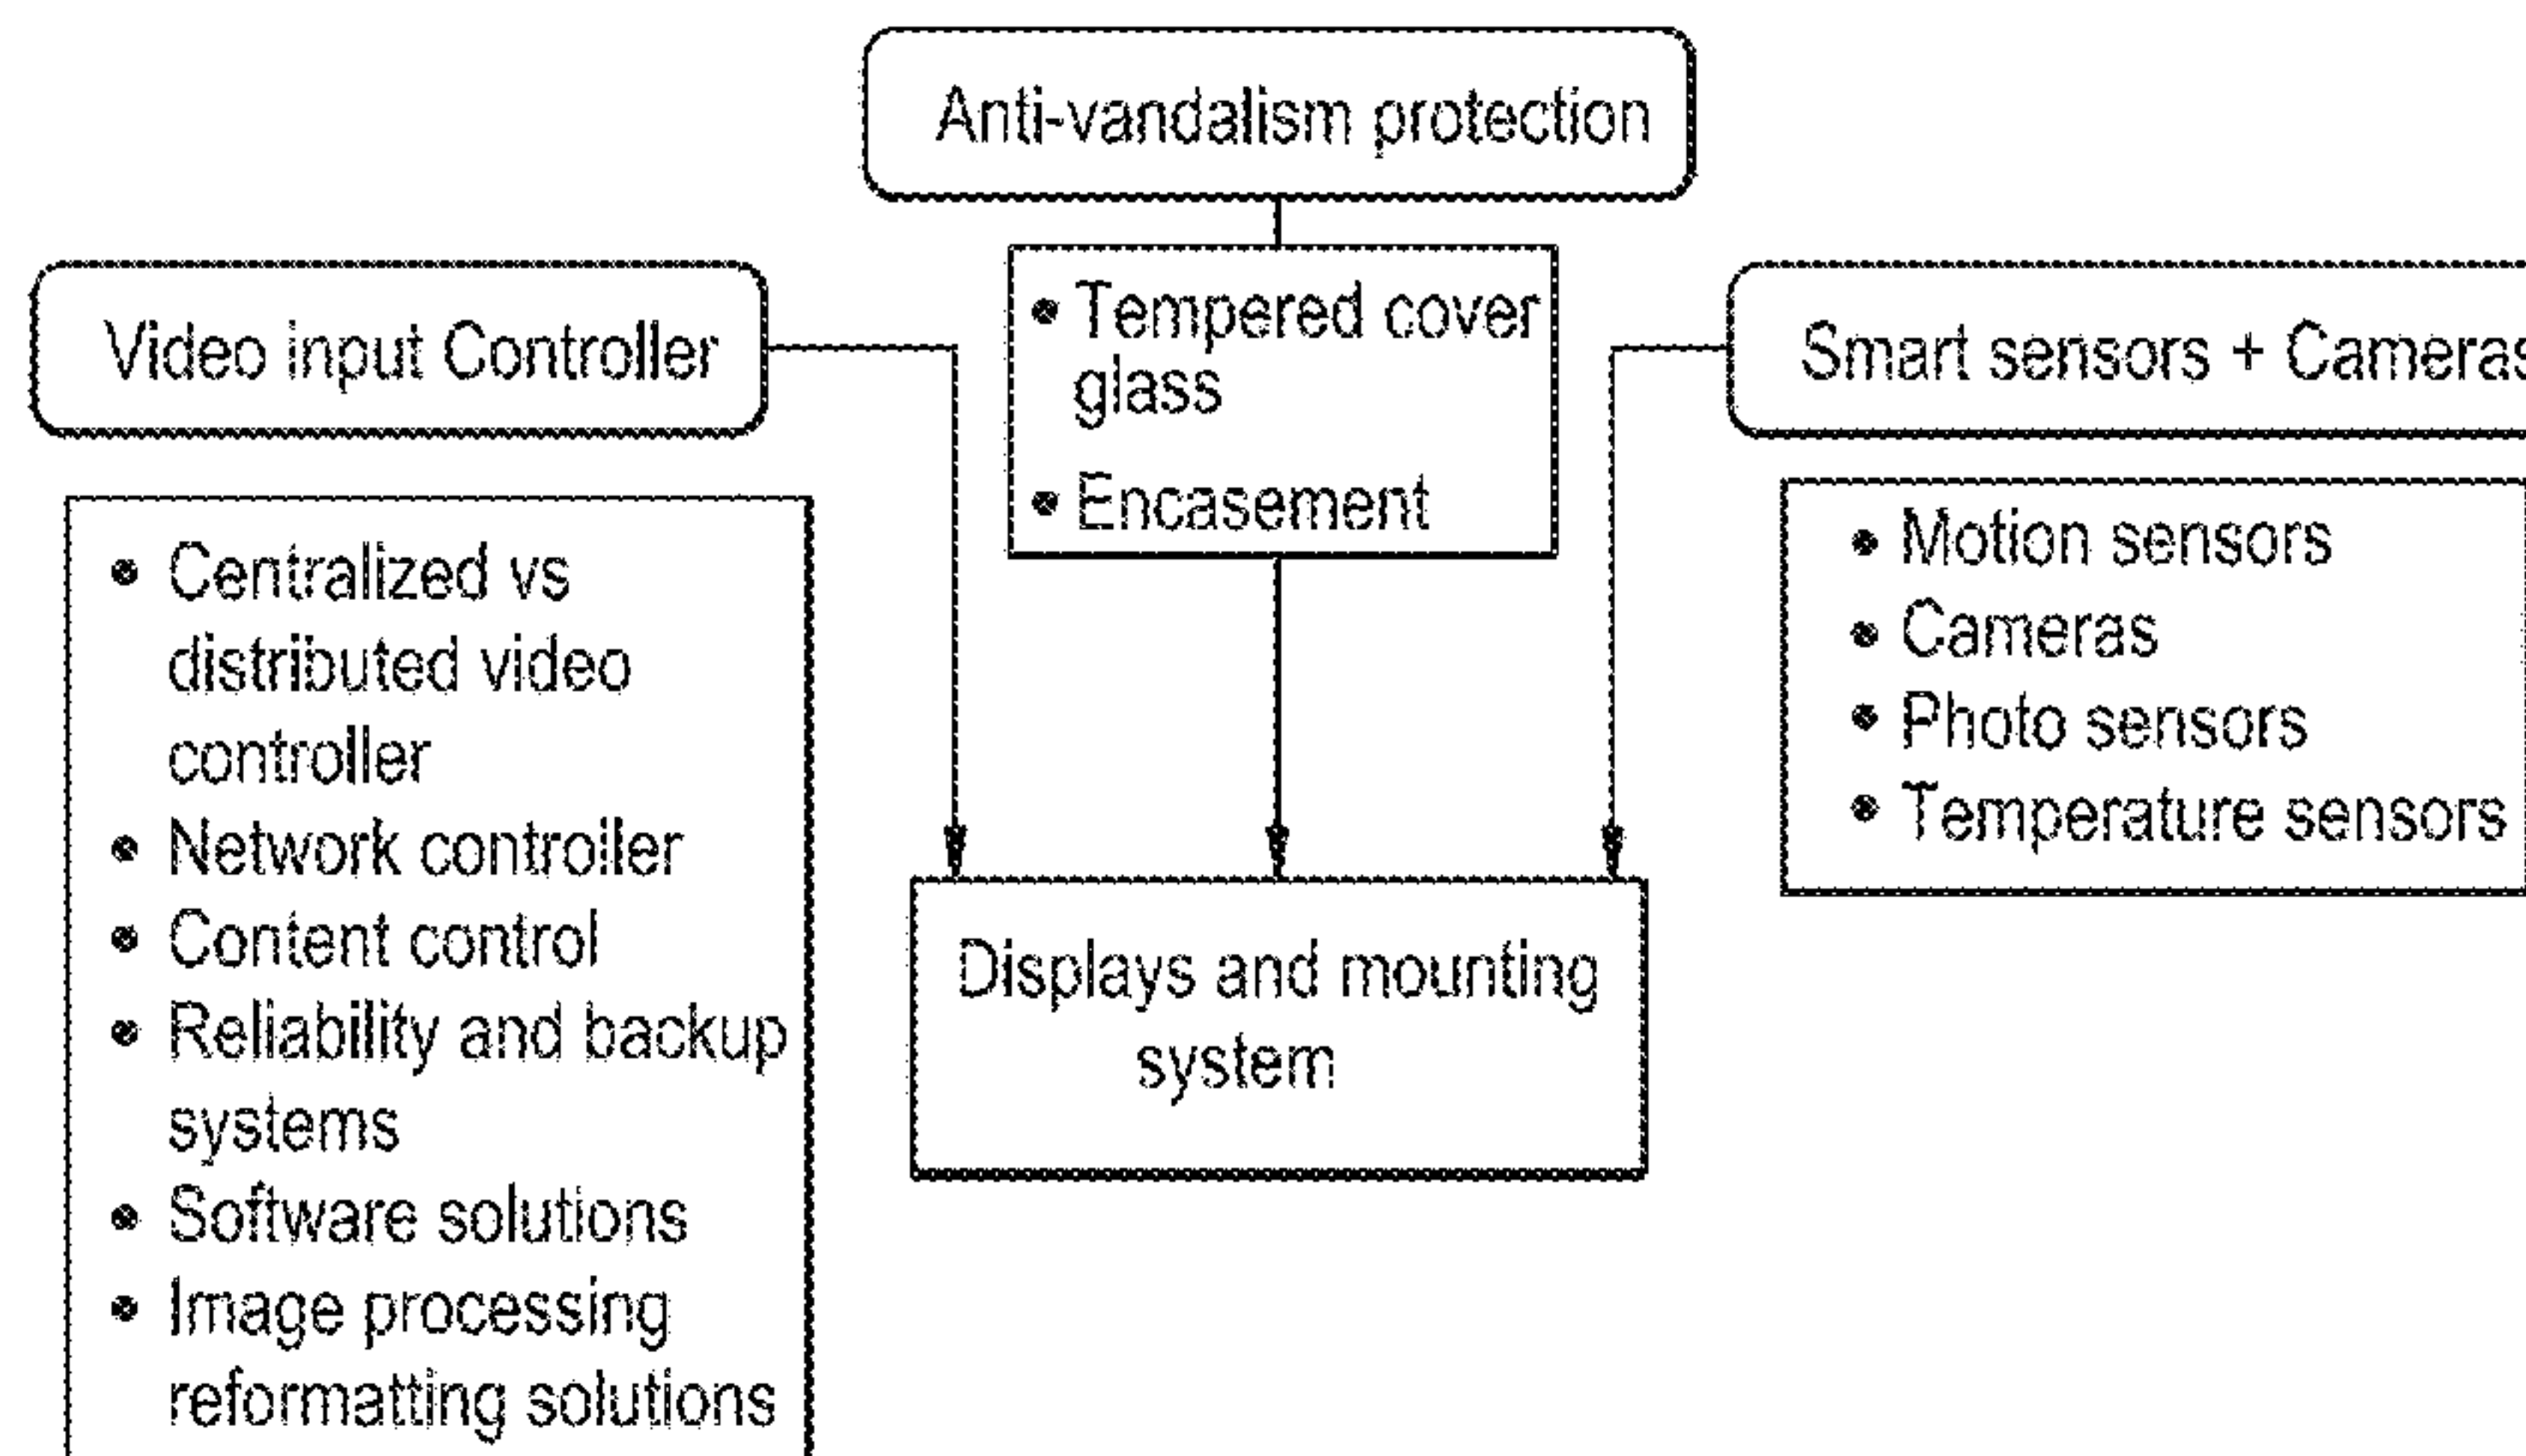 Anti-vandalism protection
Video input Controller
• Tempered cover
glass
• Encasement
Smart sensors + Cameras
• Centralized vs
distributed video
controller
• Network controller
• Content control
• Reliability and backup
systems
• Software solutions
• Image processing
reformatting solutions
• Motion sensors
• Cameras
• Photo sensors
• Temperature sensors
Displays and mounting
system